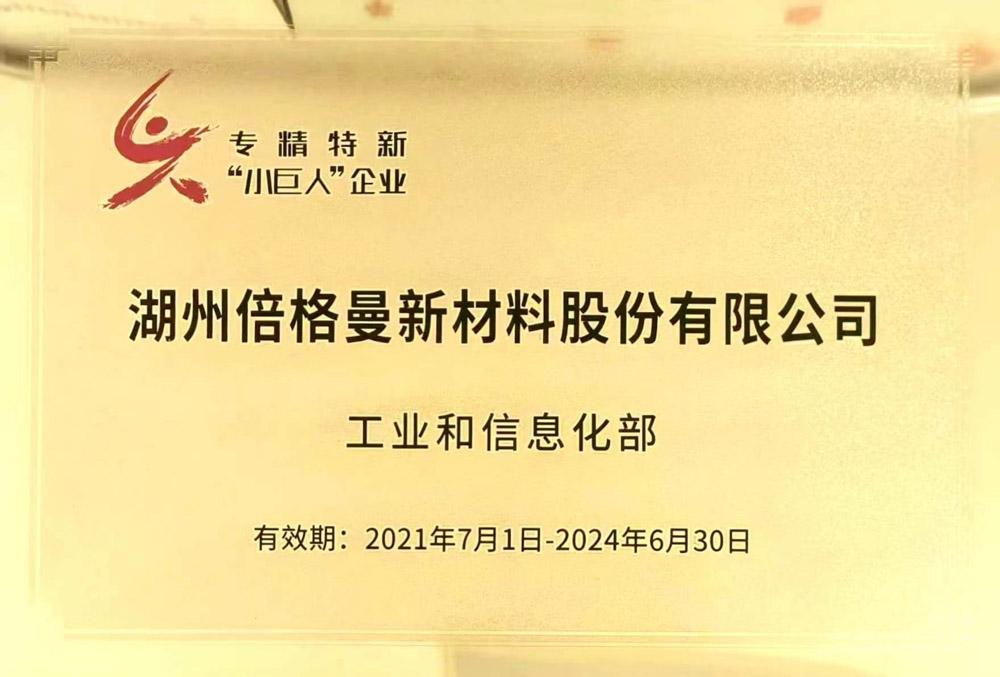 专精特新
“小巨人”企业
湖州倍格曼新材料股份有限公司
工业和信息化部
有效期：2021年7月1日-2024年6月30日